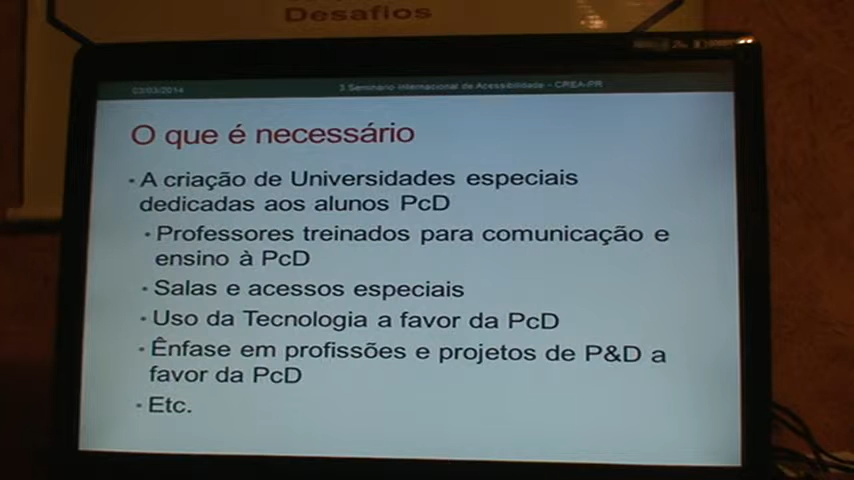 Desafios
03/03/2014 3 Seminário Internacional de Acessibilidade - CREA-PR
O que é necessário
• A criação de Universidades especiais
dedicadas aos alunos PcD
• Professores treinados para comunicação e
ensino à PcD
• Salas e acessos especiais
• Uso da Tecnologia a favor da PcD
• Ênfase em profissões e projetos de P&D a
favor da PcD
• Etc.